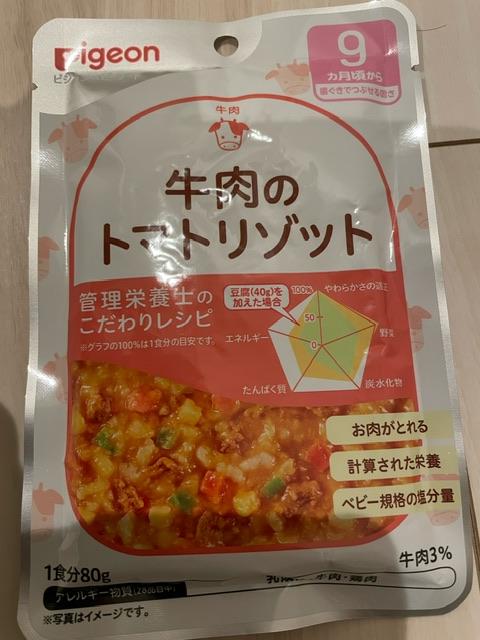 Pigeon
9
カ月頃から
歯ぐきでつぶせる固さ
牛肉
牛肉の
トマトリゾット
管理栄養士の
こだわりレシピ
※グラフの100%は1食分の目安です。
豆腐(40g)を
加えた場合
100%
50
0
やわらかさの適正
野菜
炭水化物
たんぱく質
エネルギー
お肉がとれる
計算された栄養
ベビー規格の塩分量
牛肉3%
1食分80g
アレルギー物質(28品目中)
牛肉・鶏肉
※写真はイメージです。